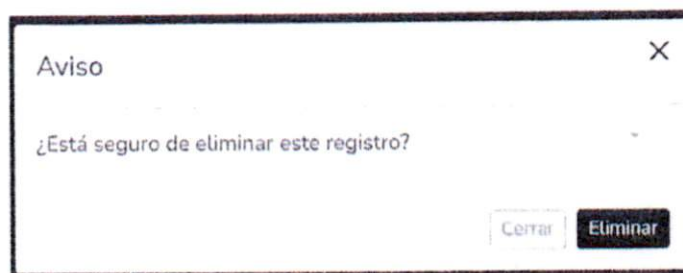 Aviso
¿Está seguro de eliminar este registro?
Cerrar
Eliminar